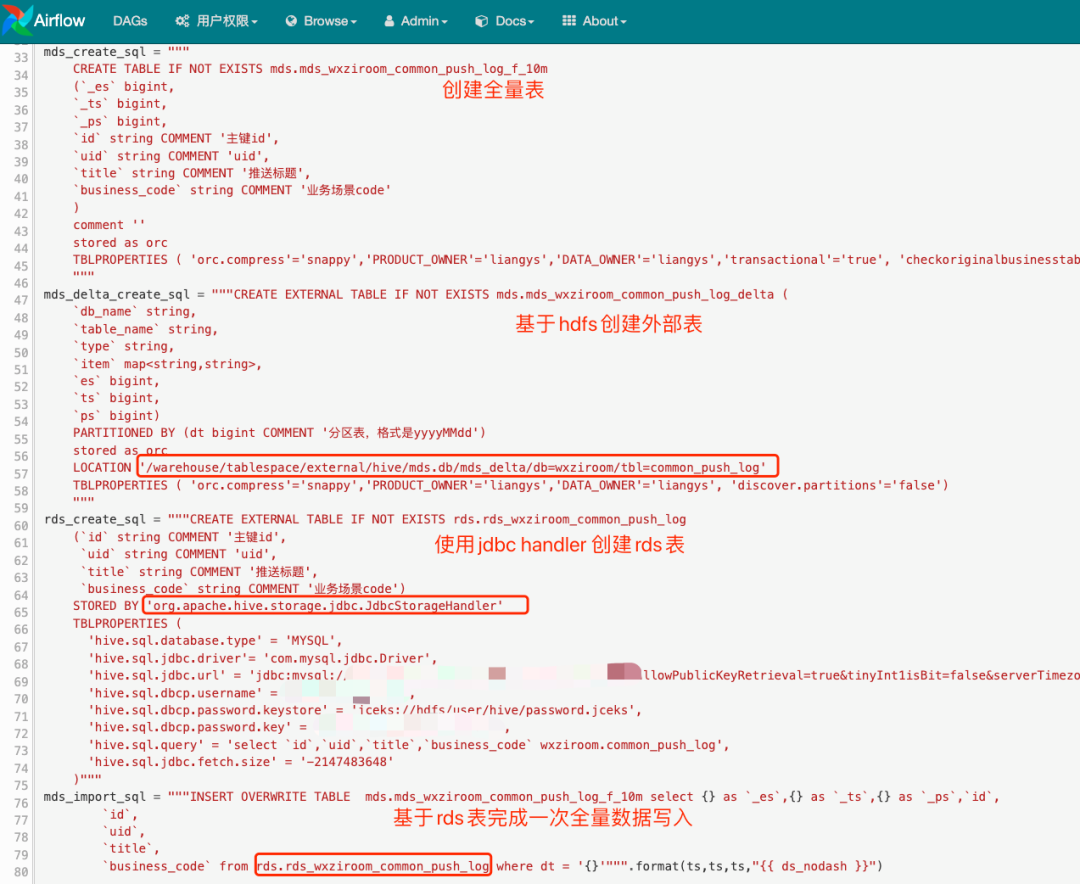 Airflow DAGs 用户权限 Browse Admin Docs About
33 mds_create_sql = """
34 CREATE TABLE IF NOT EXISTS mds.mds_wxziroom_common_push_log_f_10m
创建全量表
35 (`_es` bigint,
36 `_ts` bigint,
37 `_ps` bigint,
38 `id` string COMMENT '主键id',
39 `uid` string COMMENT 'uid',
40 `title` string COMMENT '推送标题',
41 `business_code` string COMMENT '业务场景code'
42 )
43 comment ''
44 stored as orc
45 TBLPROPERTIES ( 'orc.compress'='snappy','PRODUCT_OWNER'='liangys','DATA_OWNER'='liangys','transactional'='true', 'checkoriginalbusinesstab
46 """
47 mds_delta_create_sql = """CREATE EXTERNAL TABLE IF NOT EXISTS mds.mds_wxziroom_common_push_log_delta (
48 `db_name` string,
基于hdfs创建外部表
49 `table_name` string,
50 `type` string,
51 `item` map<string,string>,
52 `es` bigint,
53 `ts` bigint,
54 `ps` bigint)
55 PARTITIONED BY (dt bigint COMMENT '分区表，格式是yyyyMMdd')
56 stored as orc
57 LOCATION '/warehouse/tablespace/external/hive/mds.db/mds_delta/db=wxziroom/tbl=common_push_log'
58 TBLPROPERTIES ( 'orc.compress'='snappy','PRODUCT_OWNER'='liangys','DATA_OWNER'='liangys', 'discover.partitions'='false')
59 """
60 rds_create_sql = """CREATE EXTERNAL TABLE IF NOT EXISTS rds.rds_wxziroom_common_push_log
61 (`id` string COMMENT '主键id',
使用jdbc handler 创建rds表
62 `uid` string COMMENT 'uid',
63 `title` string COMMENT '推送标题',
64 `business_code` string COMMENT '业务场景code')
65 STORED BY 'org.apache.hive.storage.jdbc.JdbcStorageHandler'
66 TBLPROPERTIES (
67 'hive.sql.database.type' = 'MYSQL',
68 'hive.sql.jdbc.driver'= 'com.mysql.jdbc.Driver',
69 'hive.sql.jdbc.url' = 'jdbc:mysql:/ llowPublicKeyRetrieval=true&tinyInt1isBit=false&serverTimezo
70 'hive.sql.dbcp.username' = ,
71 'hive.sql.dbcp.password.keystore' = 'jceks://hdfs/user/hive/password.jceks',
72 'hive.sql.dbcp.password.key' = ,
73 'hive.sql.query' = 'select `id`,`uid`,`title`,`business_code` wxziroom.common_push_log',
74 'hive.sql.jdbc.fetch.size' = '-2147483648'
75 )"""
76 mds_import_sql = """INSERT OVERWRITE TABLE mds.mds_wxziroom_common_push_log_f_10m select {} as `_es`,{} as `_ts`,{} as `_ps`,`id`,
77 `id`,
基于rds表完成一次全量数据写入
78 `uid`,
79 `title`,
80 `business_code` from rds.rds_wxziroom_common_push_log where dt = '{}'""".format(ts,ts,ts,"{{ ds_nodash }}")